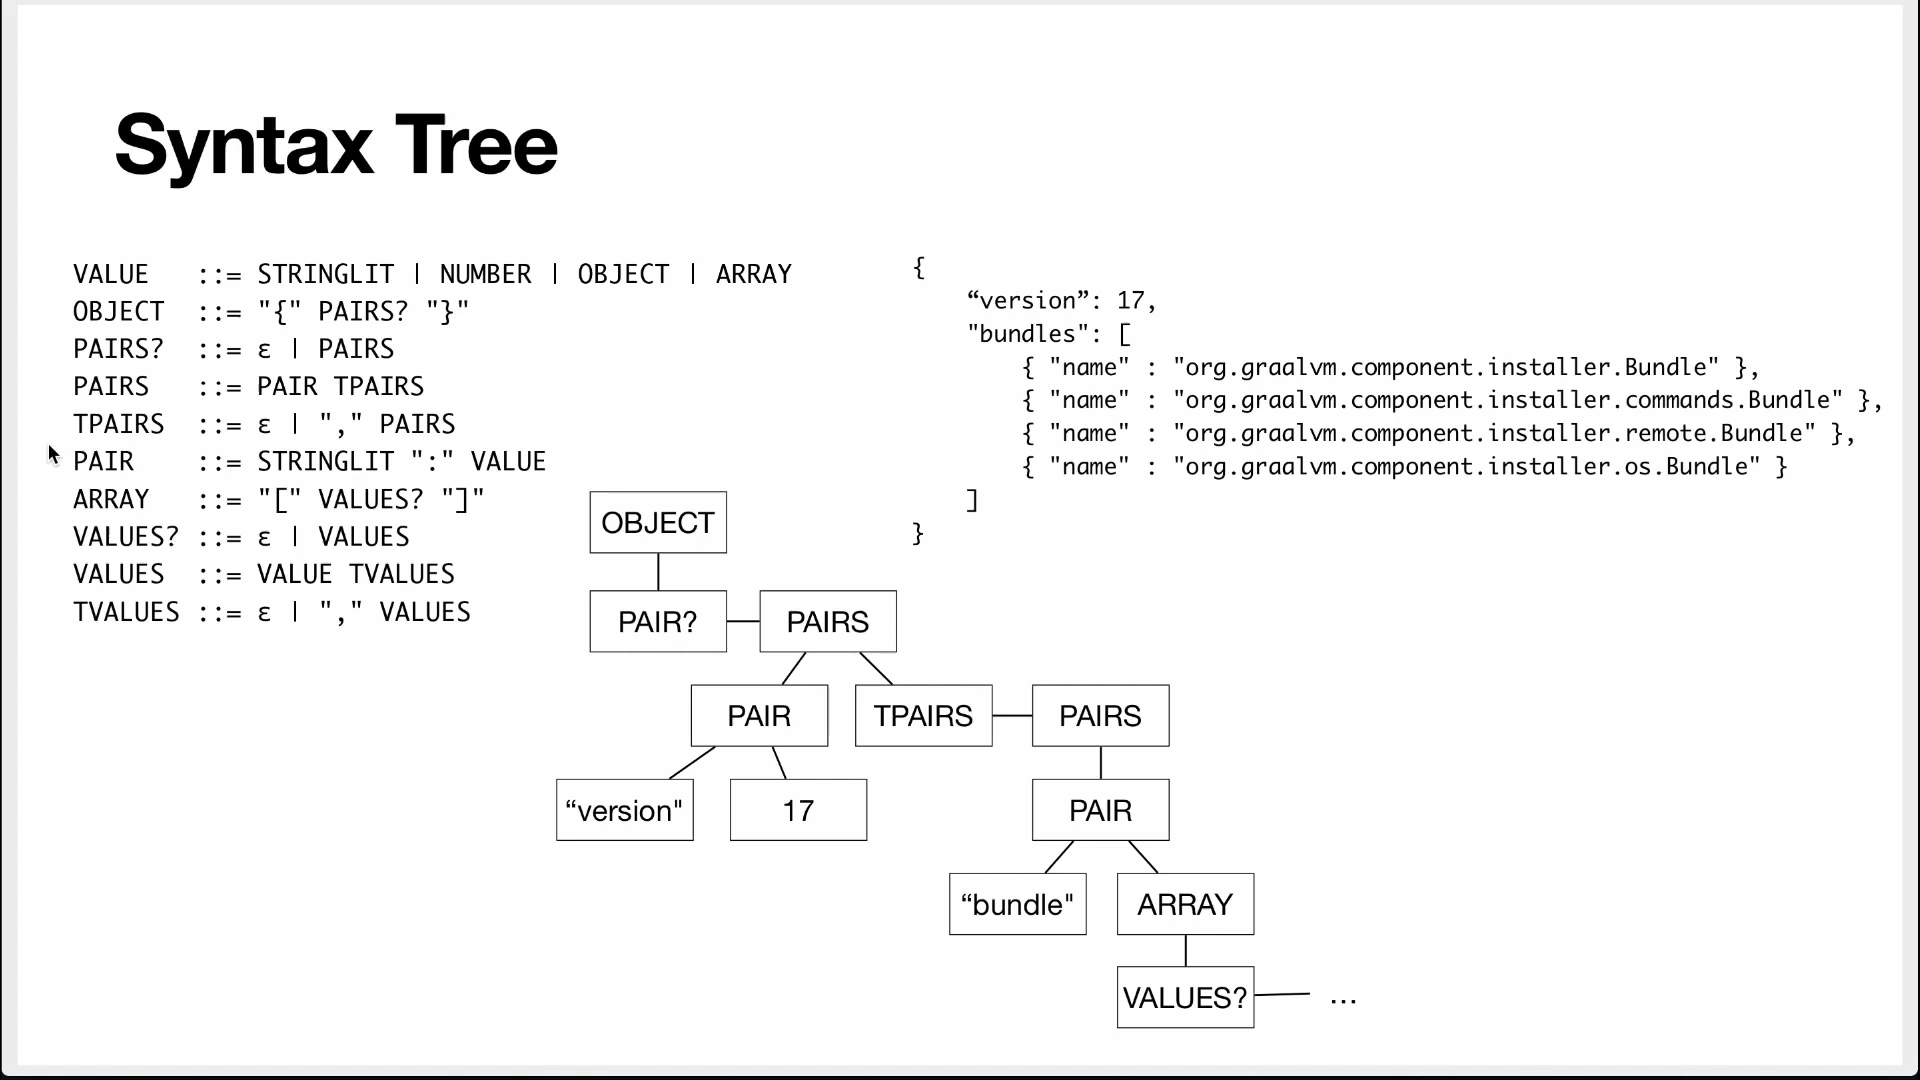 Syntax Tree
VALUE ::= STRINGLIT | NUMBER | OBJECT | ARRAY
OBJECT ::= "{" PAIRS? "}"
PAIRS? ::= ε | PAIRS
PAIRS ::= PAIR TPAIRS
TPAIRS ::= ε | "," PAIRS
PAIR ::= STRINGLIT ":" VALUE
ARRAY ::= "[" VALUES? "]"
VALUES? ::= ε | VALUES
VALUES ::= VALUE TVALUES
TVALUES ::= ε | "," VALUES
{
“version”: 17,
"bundles": [
{ "name" : "org.graalvm.component.installer.Bundle" },
{ "name" : "org.graalvm.component.installer.commands.Bundle" },
{ "name" : "org.graalvm.component.installer.remote.Bundle" },
{ "name" : "org.graalvm.component.installer.os.Bundle" }
]
}
OBJECT
PAIR? PAIRS
PAIR TPAIRS PAIRS
“version" 17 PAIR
“bundle" ARRAY
VALUES? ...